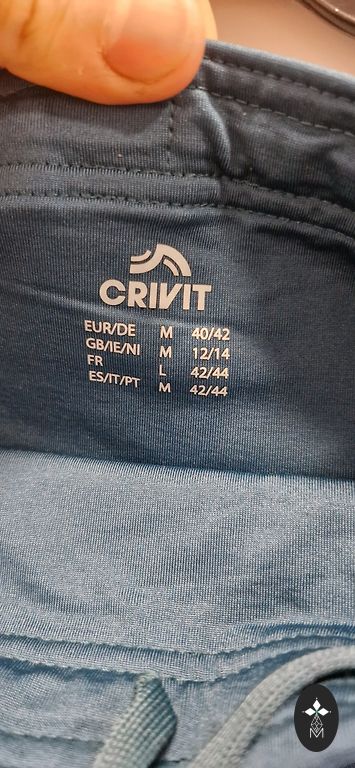 CRIVIT
EUR/DE M 40/42
GB/IE/NI M 12/14
FR L 42/44
ES/IT/PT M 42/44
M